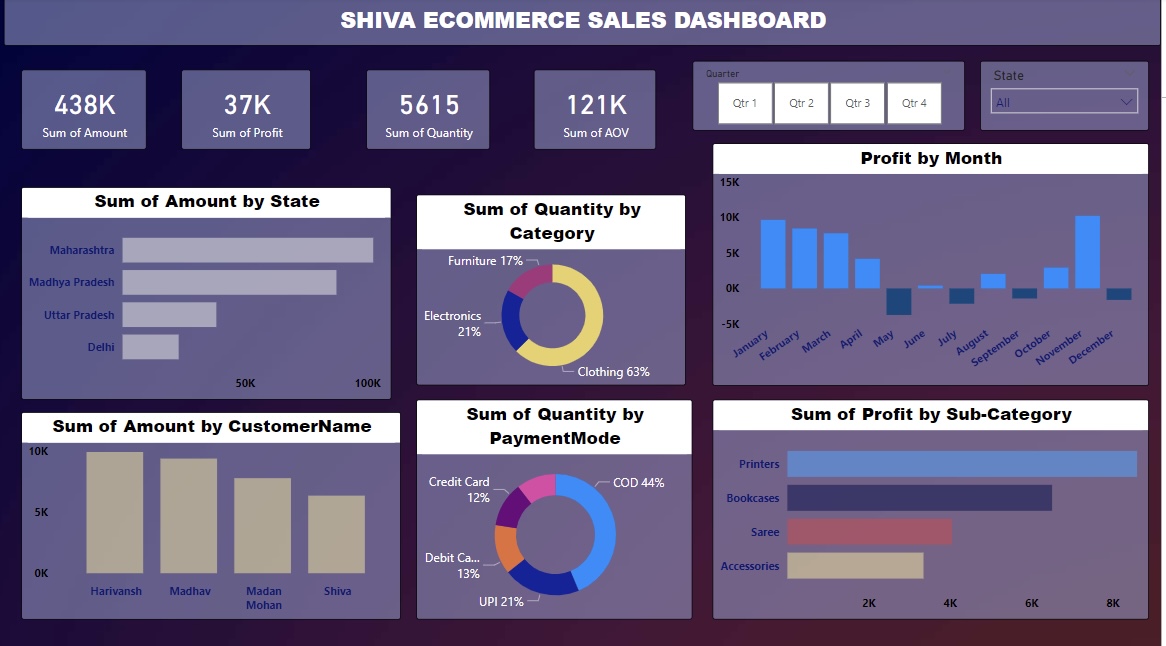 SHIVA ECOMMERCE SALES DASHBOARD
438K
Sum of Amount
37K
Sum of Profit
5615
Sum of Quantity
121K
Sum of AOV
Quarter
Qtr 1
Qtr 2
Qtr 3
Qtr 4
State
All
Sum of Amount by State
Maharashtra
Madhya Pradesh
Uttar Pradesh
Delhi
50K
100K
Sum of Quantity by
Category
Furniture 17%
Electronics
21%
Clothing 63%
Profit by Month
15K
10K
5K
0K
-5K
January
February
March
April
May
June
July
August
September
October
November
December
Sum of Amount by CustomerName
10K
5K
0K
Harivansh
Madhav
Madan
Mohan
Shiva
Sum of Quantity by
PaymentMode
Credit Card
12%
COD 44%
Debit Ca...
13%
UPI 21%
Sum of Profit by Sub-Category
Printers
Bookcases
Saree
Accessories
2K
4K
6K
8K